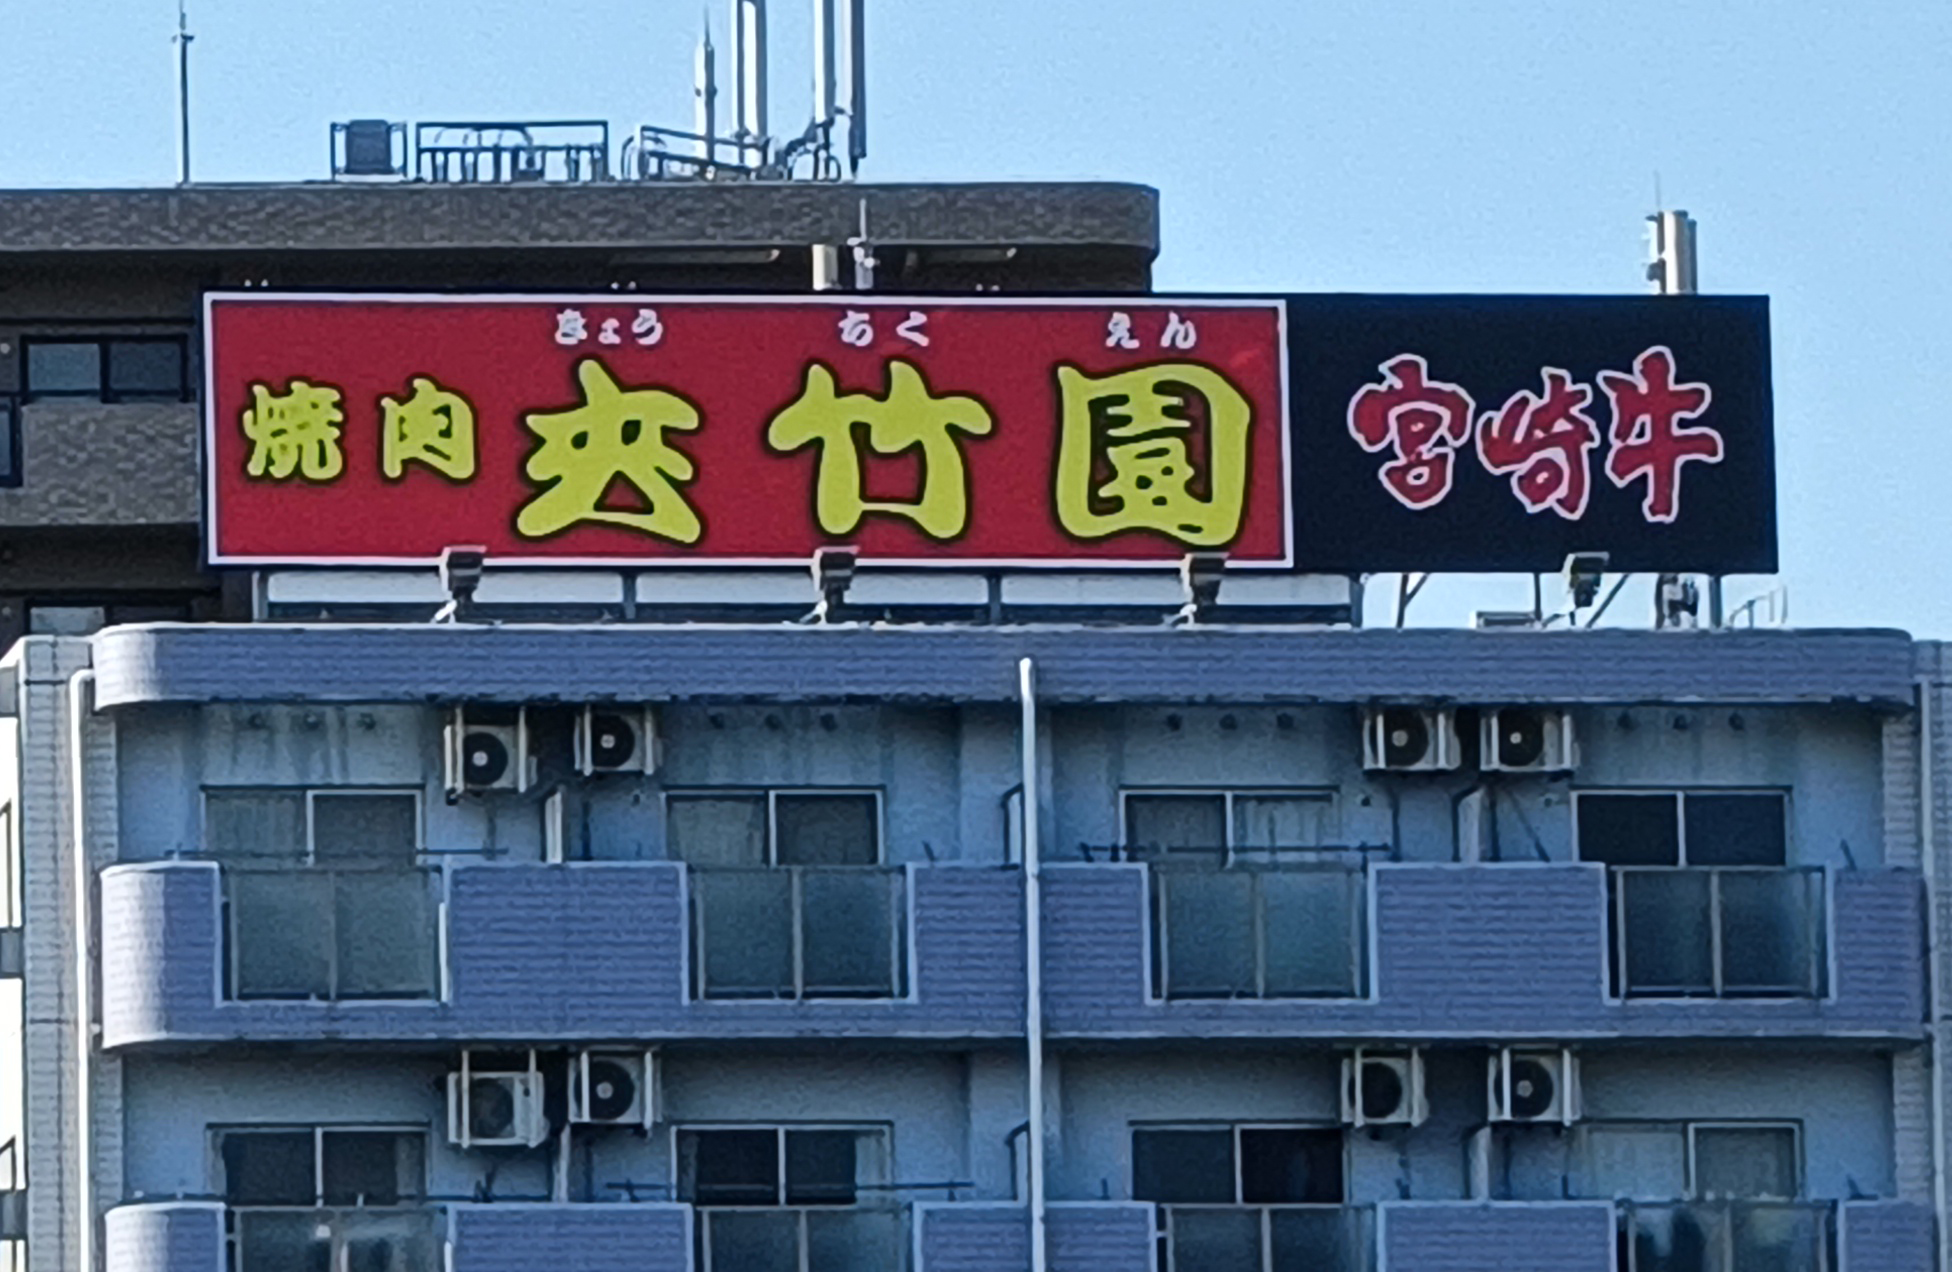 きょう ちく えん
焼肉 夾竹園
宮崎牛